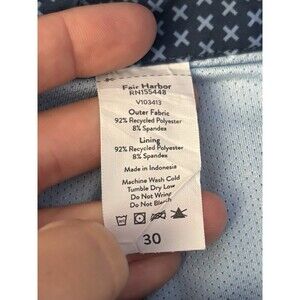 Fair Harbor
RN155448
V103413
Outer Fabric
92% Recycled Polyester
8% Spandex
Lining
92% Recycled Polyester
8% Spandex
Made in Indonesia
Machine Wash Cold
Tumble Dry Low
Do Not Wring
Do Not Bleach
30